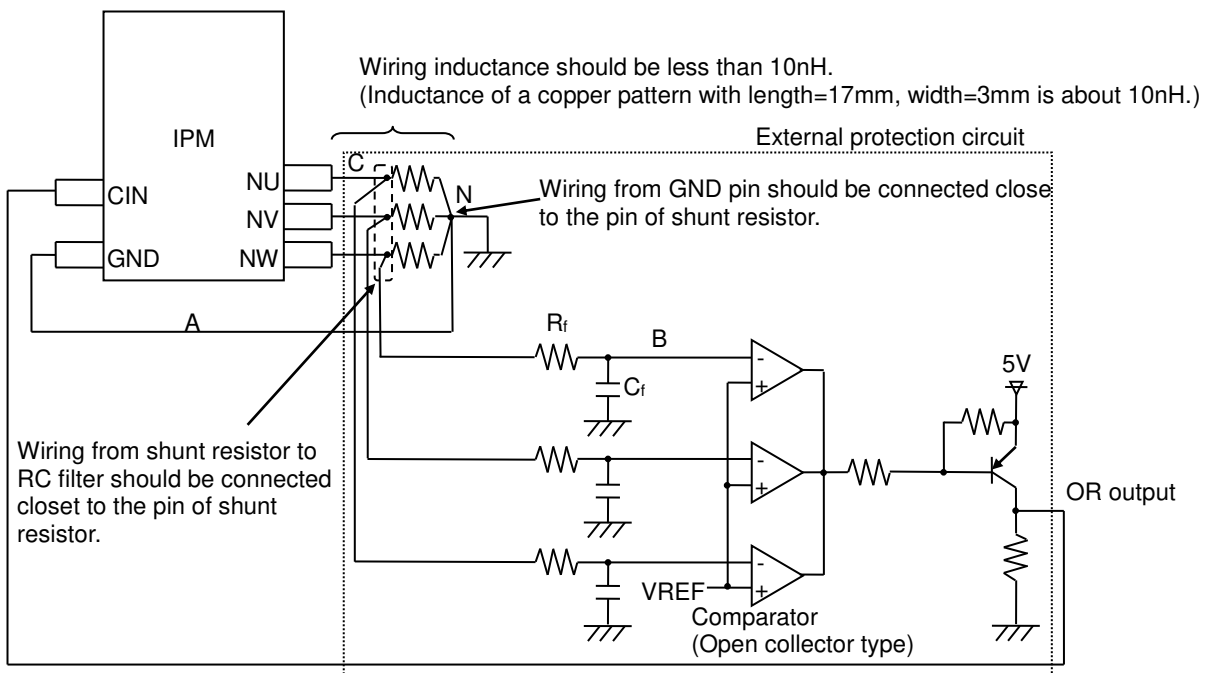 Wiring inductance should be less than 10nH.
(Inductance of a copper pattern with length=17mm, width=3mm is about 10nH.)
External protection circuit
IPM
C
NU
CIN
N
Wiring from GND pin should be connected close
to the pin of shunt resistor.
NV
GND
NW
A
Rf
B
-
+
5V
Cf
Wiring from shunt resistor to
RC filter should be connected
closet to the pin of shunt
resistor.
-
+
OR output
-
+
VREF
Comparator
(Open collector type)